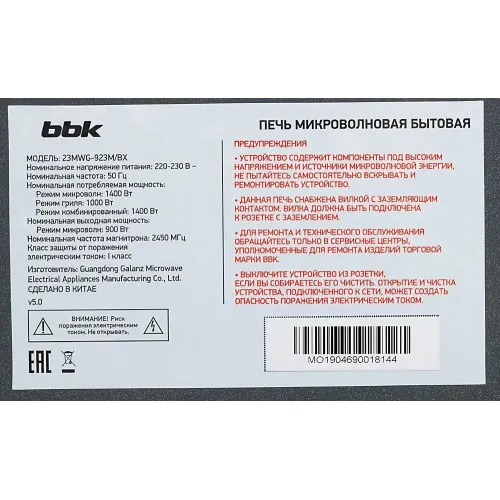 bbk
МОДЕЛЬ: 23MWG-923M/BX
Номинальное напряжение питания: 220-230 В ~
Номинальная частота: 50 Гц
Номинальная потребляемая мощность:
Режим микроволн: 1400 Вт
Режим гриля: 1000 Вт
Режим комбинированный: 1400 Вт
Номинальная выходная мощность:
Режим микроволн: 900 Вт
Номинальная частота магнетрона: 2450 МГц
Класс защиты от поражения
электрическим током: I класс
Изготовитель: Guangdong Galanz Microwave
Electrical Appliances Manufacturing Co., Ltd.
СДЕЛАНО В КИТАЕ
v5.0
ВНИМАНИЕ! Риск
поражения электрическим
током. Не открывать.
EAC
ПЕЧЬ МИКРОВОЛНОВАЯ БЫТОВАЯ
ПРЕДУПРЕЖДЕНИЯ
• УСТРОЙСТВО СОДЕРЖИТ КОМПОНЕНТЫ ПОД ВЫСОКИМ
НАПРЯЖЕНИЕМ И ИСТОЧНИКИ МИКРОВОЛНОВОЙ ЭНЕРГИИ,
НЕ ПЫТАЙТЕСЬ САМОСТОЯТЕЛЬНО ВСКРЫВАТЬ И
РЕМОНТИРОВАТЬ УСТРОЙСТВО.
• ДАННАЯ ПЕЧЬ СНАБЖЕНА ВИЛКОЙ С ЗАЗЕМЛЯЮЩИМ
КОНТАКТОМ. ВИЛКА ДОЛЖНА БЫТЬ ПОДКЛЮЧЕНА
К РОЗЕТКЕ С ЗАЗЕМЛЕНИЕМ.
• ДЛЯ РЕМОНТА И ТЕХНИЧЕСКОГО ОБСЛУЖИВАНИЯ
ОБРАЩАЙТЕСЬ ТОЛЬКО В СЕРВИСНЫЕ ЦЕНТРЫ,
УПОЛНОМОЧЕННЫЕ ДЛЯ РЕМОНТА ИЗДЕЛИЙ ТОРГОВОЙ
МАРКИ BBK.
• ВЫКЛЮЧИТЕ УСТРОЙСТВО ИЗ РОЗЕТКИ,
ЕСЛИ ВЫ СОБИРАЕТЕСЬ ЕГО ЧИСТИТЬ. ОТКРЫТИЕ И ЧИСТКА
УСТРОЙСТВА, ПОДКЛЮЧЕННОГО К СЕТИ, МОЖЕТ СОЗДАТЬ
ОПАСНОСТЬ ПОРАЖЕНИЯ ЭЛЕКТРИЧЕСКИМ ТОКОМ.
MO1904690018144